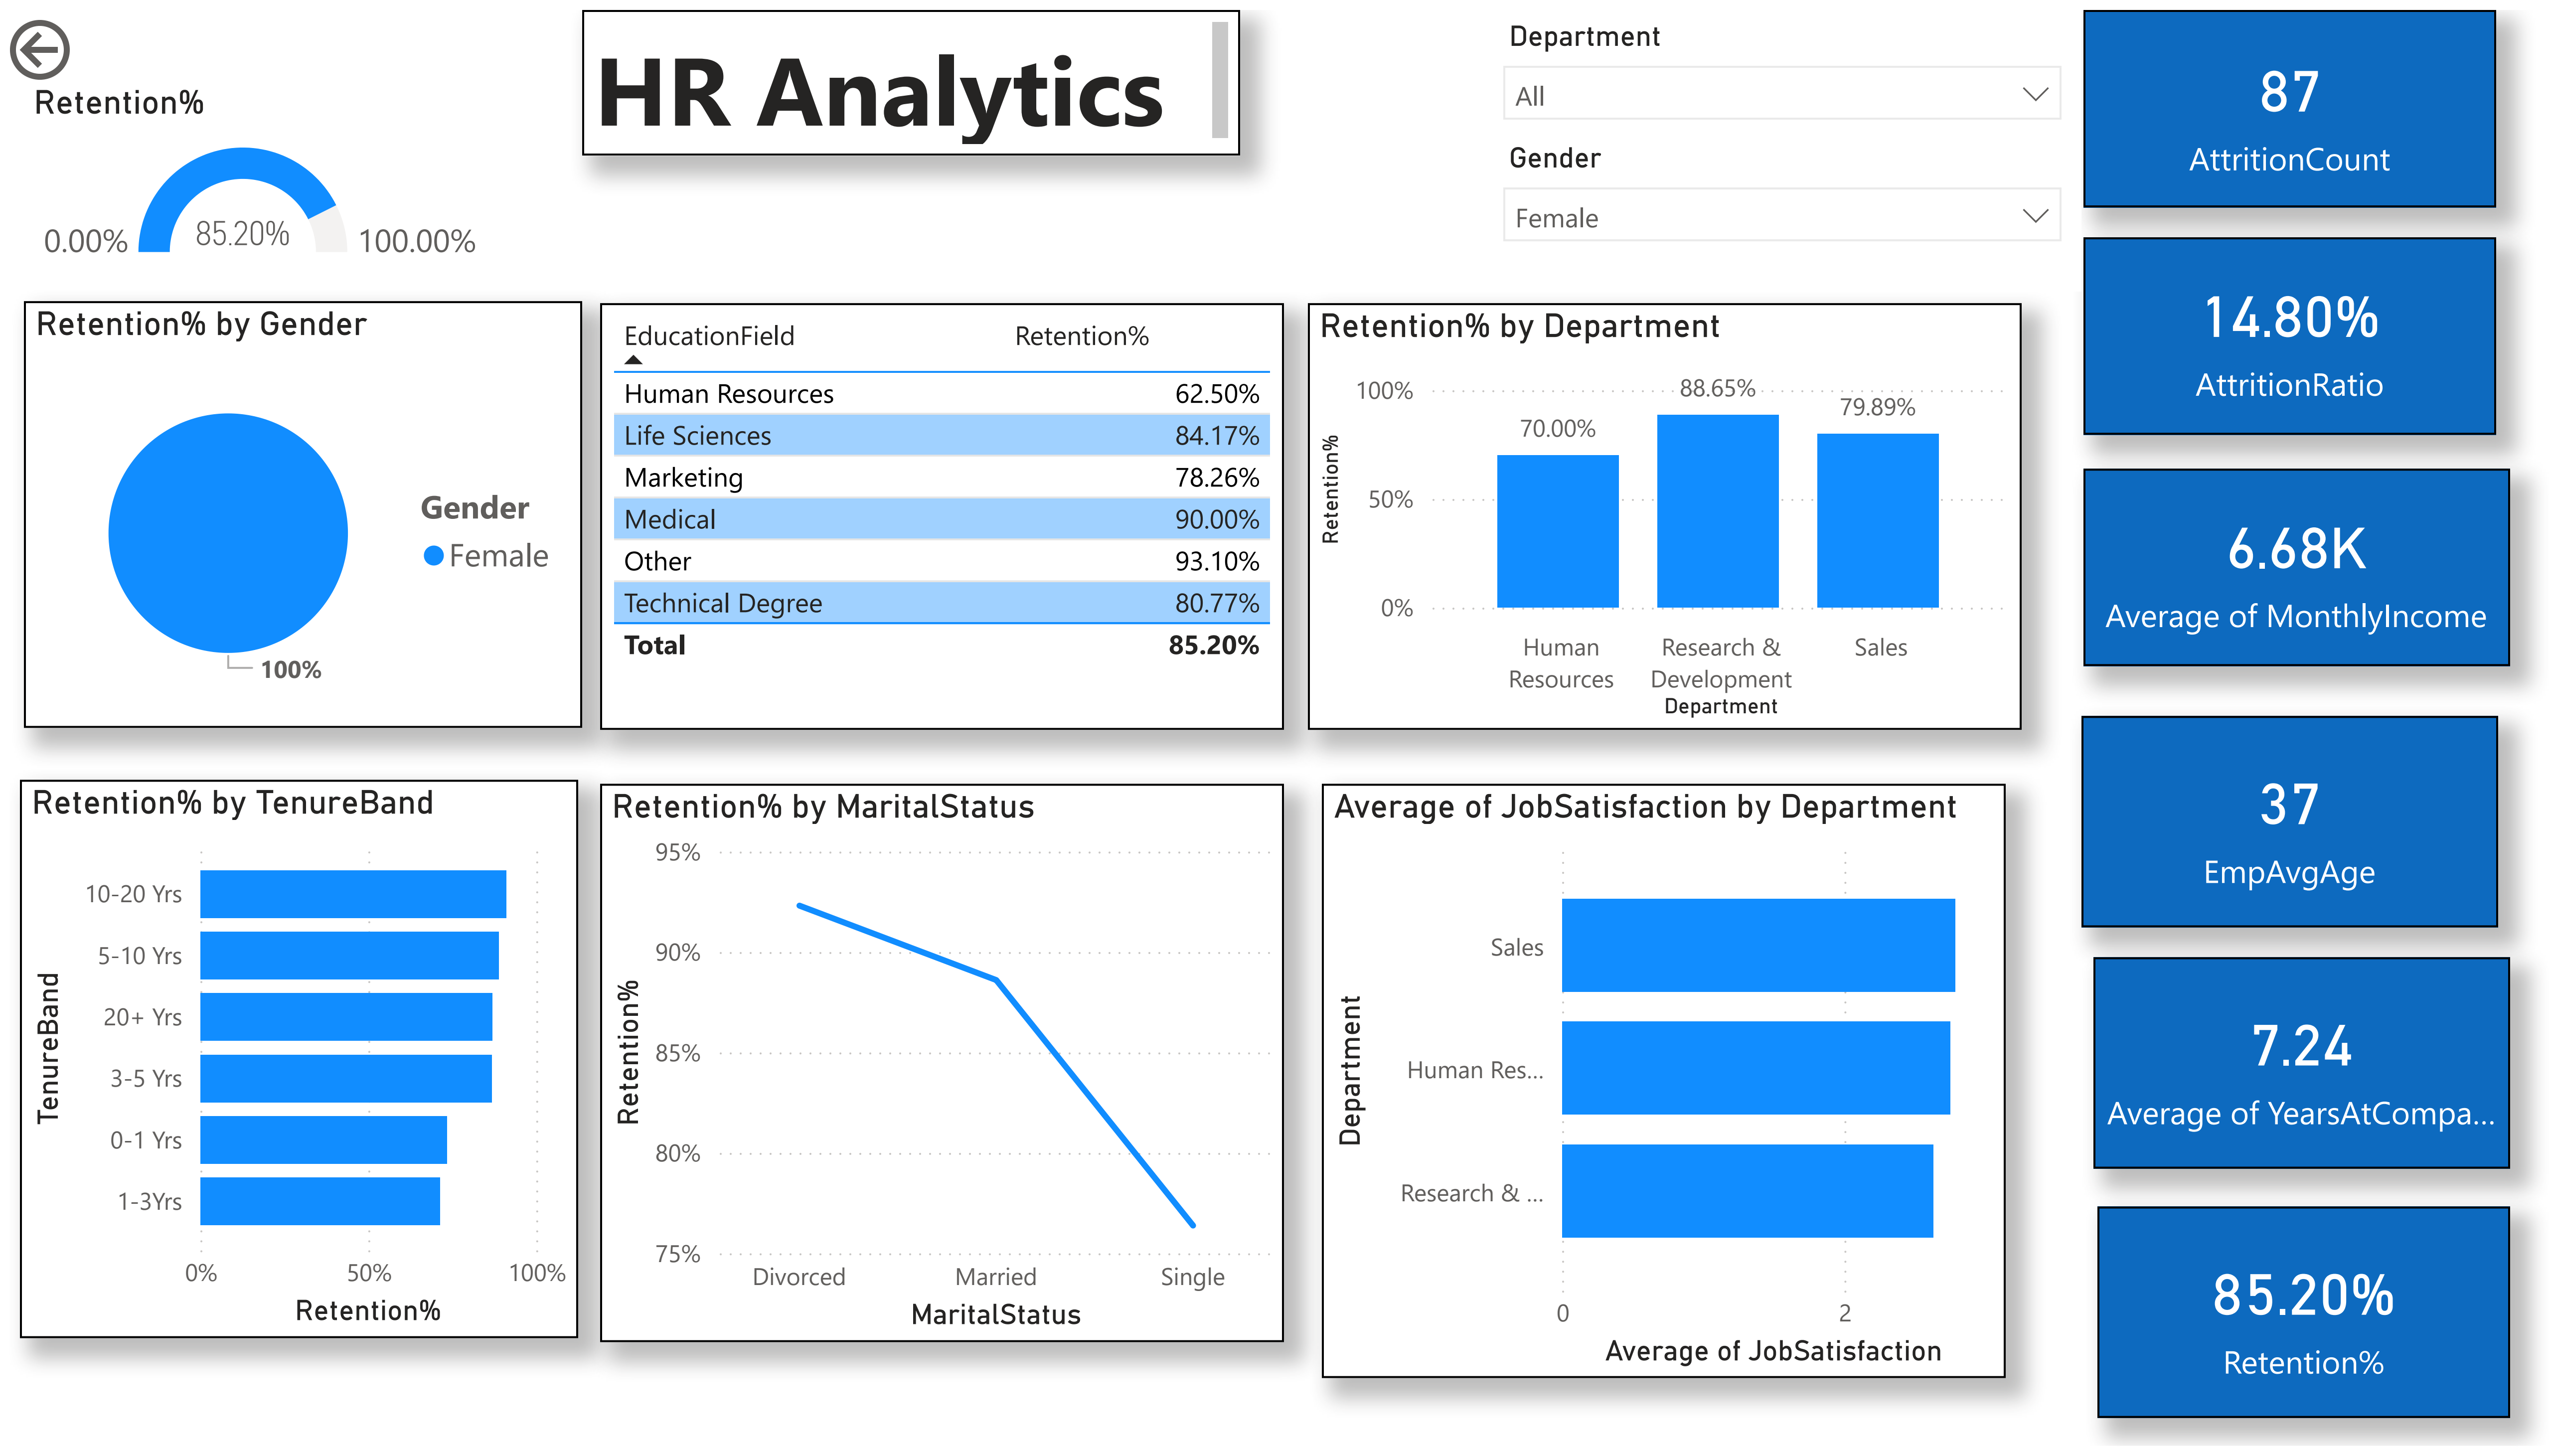 HR Analytics
Retention%
0.00%
85.20%
100.00%
Department
All
Gender
Female
87
AttritionCount
14.80%
AttritionRatio
6.68K
Average of MonthlyIncome
37
EmpAvgAge
7.24
Average of YearsAtCompa...
85.20%
Retention%
Retention% by Gender
Gender
Female
100%
EducationField Retention%
Human Resources 62.50%
Life Sciences 84.17%
Marketing 78.26%
Medical 90.00%
Other 93.10%
Technical Degree 80.77%
Total 85.20%
Retention% by Department
Retention%
100%
50%
0%
70.00%
88.65%
79.89%
Human
Resources
Research &
Development
Sales
Department
Retention% by TenureBand
TenureBand
10-20 Yrs
5-10 Yrs
20+ Yrs
3-5 Yrs
0-1 Yrs
1-3Yrs
0% 50% 100%
Retention%
Retention% by MaritalStatus
Retention%
95%
90%
85%
80%
75%
Divorced Married Single
MaritalStatus
Average of JobSatisfaction by Department
Department
Sales
Human Res...
Research & ...
0 2
Average of JobSatisfaction